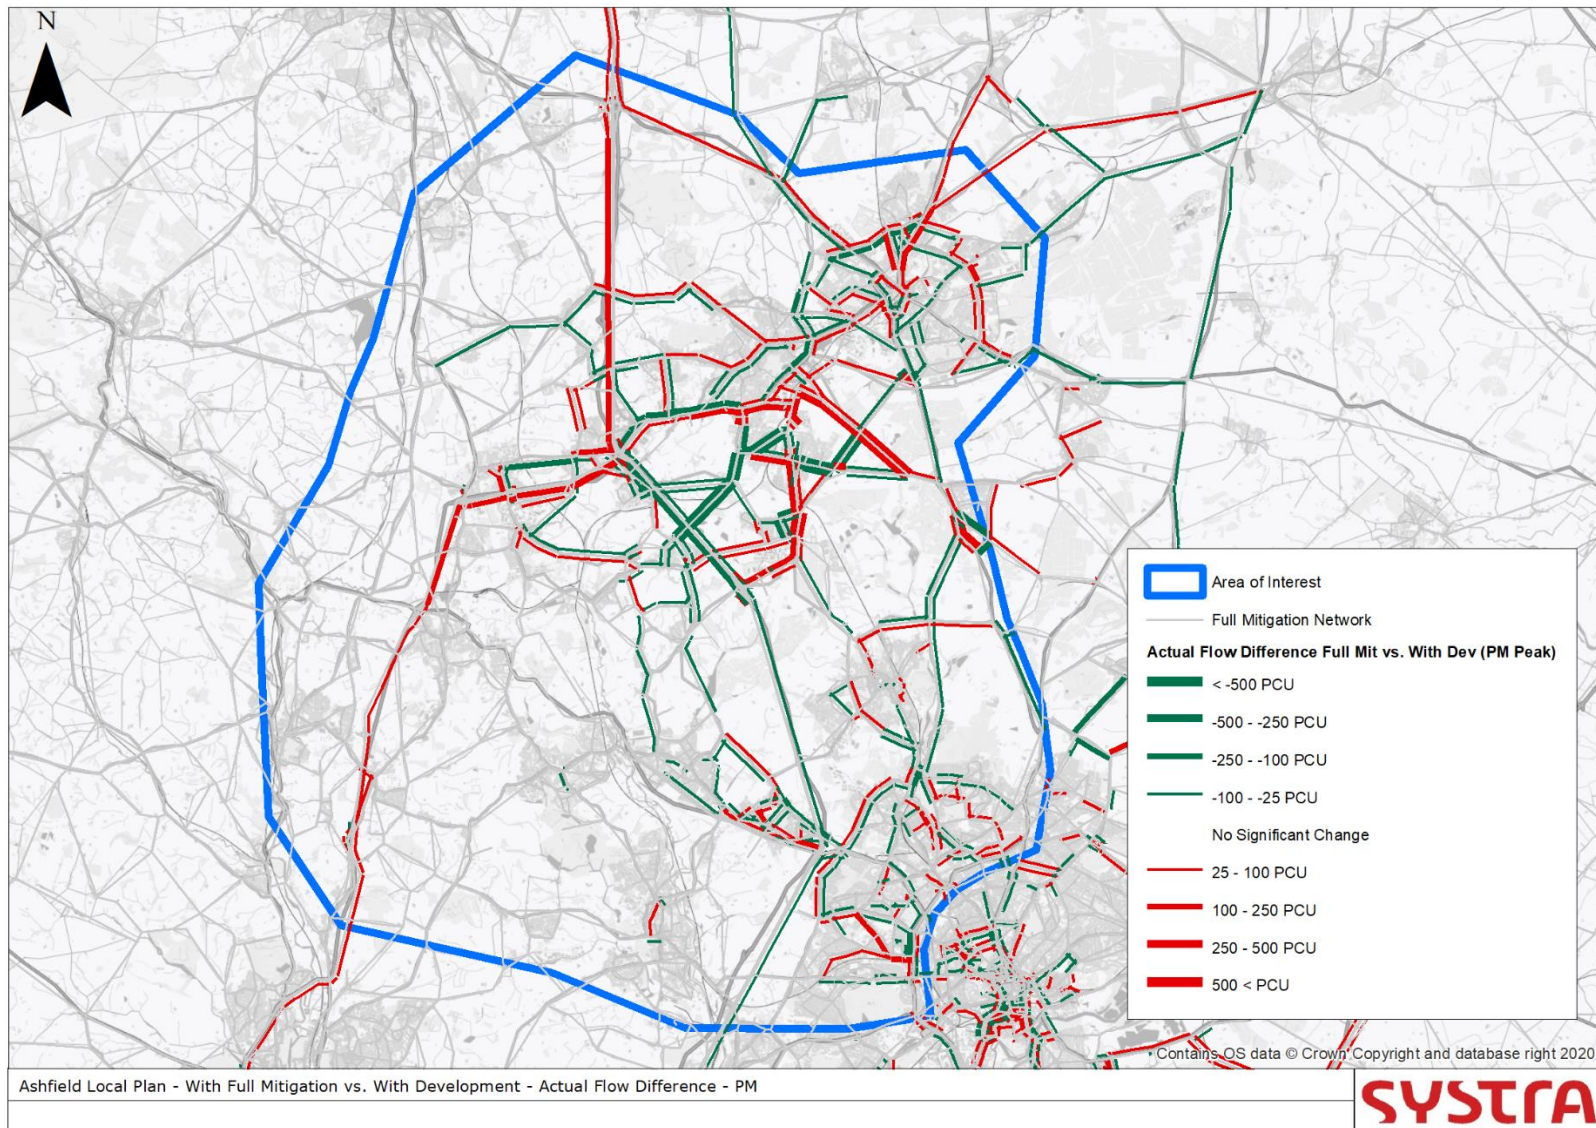 N
Area of Interest
Full Mitigation Network
Actual Flow Difference Full Mit vs. With Dev (PM Peak)
< -500 PCU
-500 - -250 PCU
-250 - -100 PCU
-100 - -25 PCU
No Significant Change
25 - 100 PCU
100 - 250 PCU
250 - 500 PCU
500 < PCU
Contains OS data © Crown Copyright and database right 2020
Ashfield Local Plan - With Full Mitigation vs. With Development - Actual Flow Difference - PM
SYSTRA